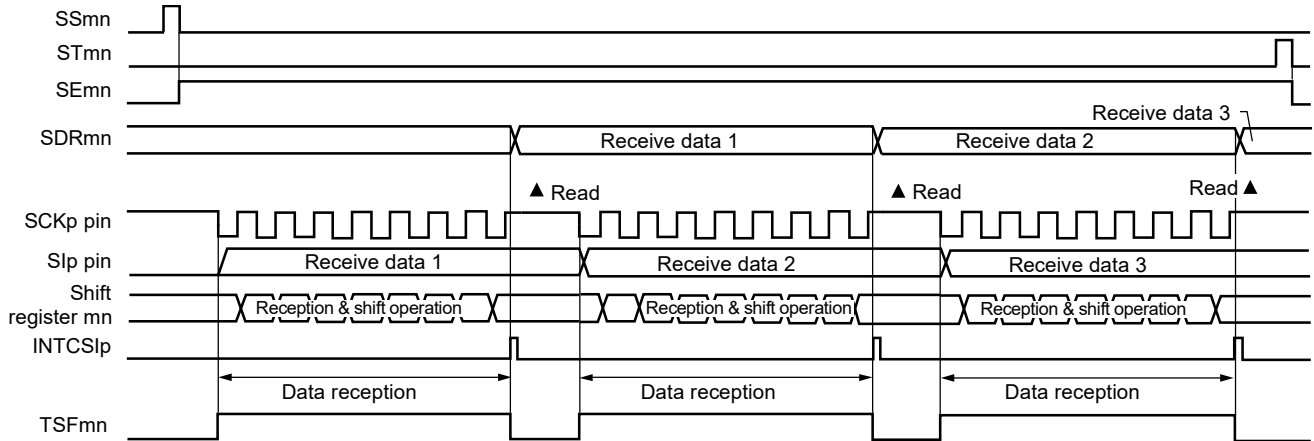 SSmn
STmn
SEmn
Receive data 3
SDRmn
Receive data 1
Receive data 2
▲ Read
▲ Read
Read ▲
SCKp pin
SIp pin
Receive data 1
Receive data 2
Receive data 3
Shift
register mn
Reception & shift operation
Reception & shift operation
Reception & shift operation
INTCSIp
Data reception
Data reception
Data reception
TSFmn